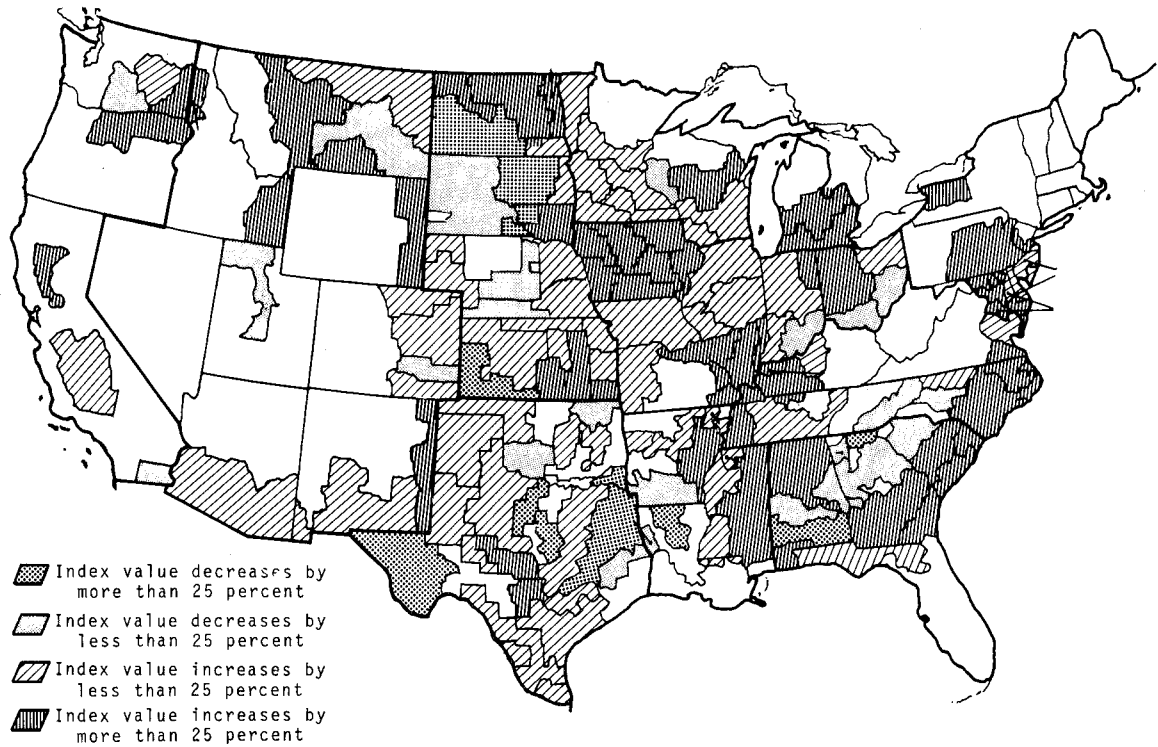 Index value decreases by
more than 25 percent
Index value decreases by
less than 25 percent
Index value increases by
less than 25 percent
Index value increases by
more than 25 percent